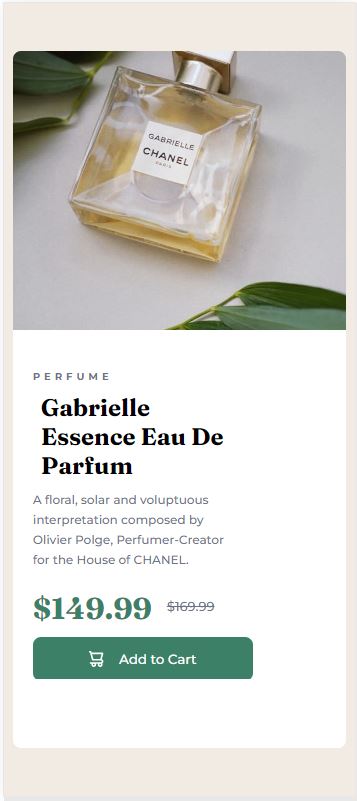 GABRIELLE
CHANEL
PARIS
PERFUME
Gabrielle
Essence Eau De
Parfum
A floral, solar and voluptuous
interpretation composed by
Olivier Polge, Perfumer-Creator
for the House of CHANEL.
$149.99 $169.99
Add to Cart